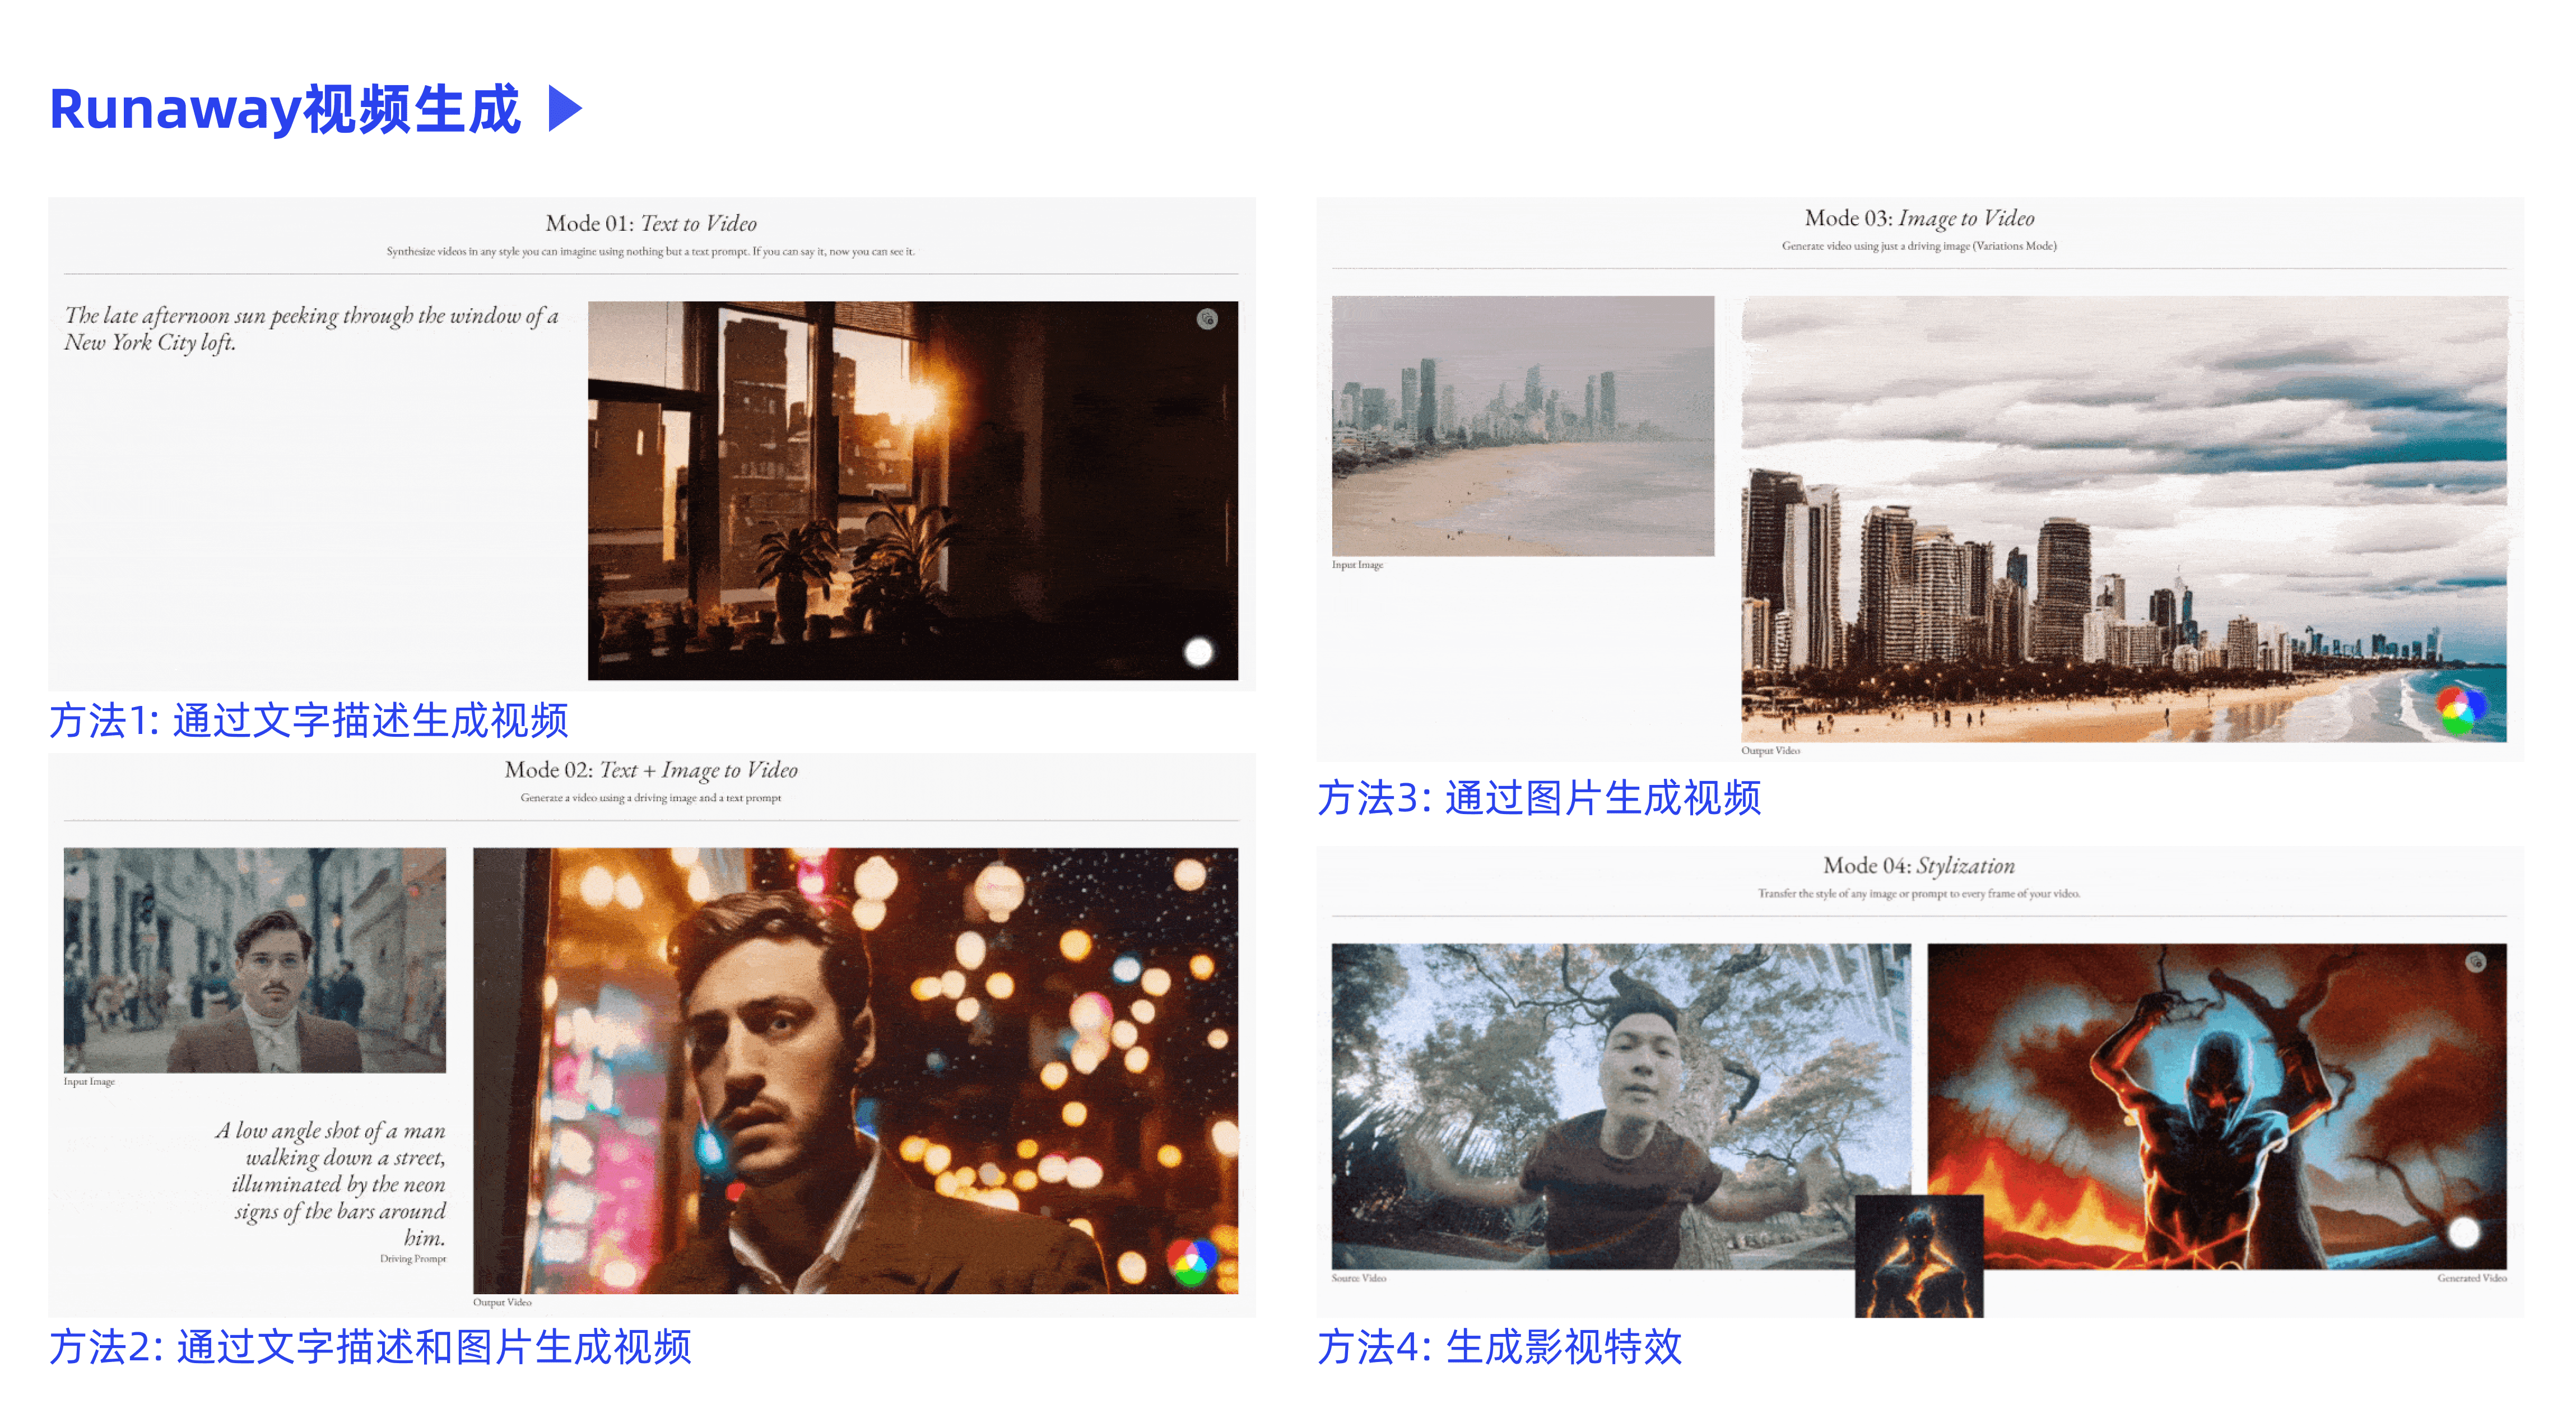 Runaway视频生成
Mode 01: Text to Video
Synthesize videos in any style you can imagine using nothing but a text prompt. If you can say it, now you can see it.
The late afternoon sun peeking through the window of a
New York City loft.
方法1: 通过文字描述生成视频
Mode 02: Text + Image to Video
Generate a video using a driving image and a text prompt
Input Image
A low angle shot of a man
walking down a street,
illuminated by the neon
signs of the bars around
him.
Driving Prompt
Output Video
方法2: 通过文字描述和图片生成视频
Mode 03: Image to Video
Generate video using just a driving image (Variations Mode)
Input Image
Output Video
方法3: 通过图片生成视频
Mode 04: Stylization
Transfer the style of any image or prompt to every frame of your video.
Source Video
Generated Video
方法4: 生成影视特效